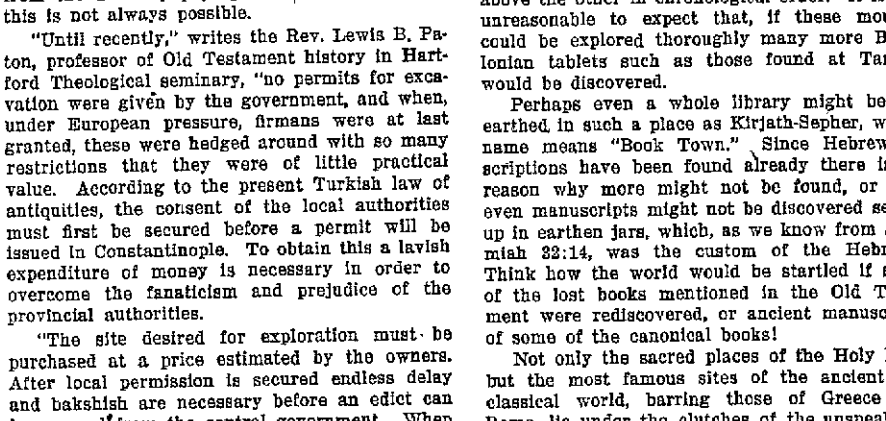 this is not always possible.
"Until recently," writes the Rev. Lewis B. Pa-
ton, professor of Old Testament history in Hart-
ford Theological seminary, "no permits for exca-
vation were given by the government, and when,
under European pressure, firmans were at last
granted, these were hedged around with so many
restrictions that they were of little practical
value. According to the present Turkish law of
antiquities, the consent of the local authorities
must first be secured before a permit will be
issued in Constantinople. To obtain this a lavish
expenditure of money is necessary in order to
overcome the fanaticism and prejudice of the
provincial authorities.
"The site desired for exploration must be
purchased at a price estimated by the owners.
After local permission is secured endless delay
and bakshish are necessary before an edict can
from the central government. When
above the other in chronological order.
unreasonable to expect that, if these mou
could be explored thoroughly many more B
lonian tablets such as those found at Ta
would be discovered.
Perhaps even a whole library might be
earthed in such a place as Kirjath-Sepher, w
name means "Book Town." Since Hebrew
scriptions have been found already there i
reason why more might not be found, or
even manuscripts might not be discovered se
up in earthen jars, which, as we know from
miah 32:14, was the custom of the Hebr
Think how the world would be startled if
of the lost books mentioned in the Old T
ment were rediscovered, or ancient manusc
of some of the canonical books!
Not only the sacred places of the Holy
but the most famous sites of the ancient
classical world, barring those of Greece
Rome, lie under the clutches of the unspeak